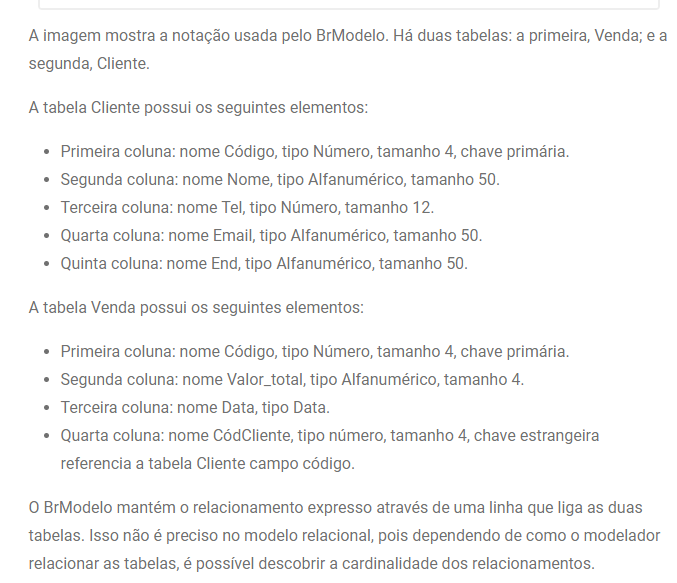 A imagem mostra a notação usada pelo BrModelo. Há duas tabelas: a primeira, Venda; e a
segunda, Cliente.
A tabela Cliente possui os seguintes elementos:
• Primeira coluna: nome Código, tipo Número, tamanho 4, chave primária.
• Segunda coluna: nome Nome, tipo Alfanumérico, tamanho 50.
• Terceira coluna: nome Tel, tipo Número, tamanho 12.
• Quarta coluna: nome Email, tipo Alfanumérico, tamanho 50.
• Quinta coluna: nome End, tipo Alfanumérico, tamanho 50.
A tabela Venda possui os seguintes elementos:
• Primeira coluna: nome Código, tipo Número, tamanho 4, chave primária.
• Segunda coluna: nome Valor_total, tipo Alfanumérico, tamanho 4.
• Terceira coluna: nome Data, tipo Data.
• Quarta coluna: nome CódCliente, tipo número, tamanho 4, chave estrangeira
referencia a tabela Cliente campo código.
O BrModelo mantém o relacionamento expresso através de uma linha que liga as duas
tabelas. Isso não é preciso no modelo relacional, pois dependendo de como o modelador
relacionar as tabelas, é possível descobrir a cardinalidade dos relacionamentos.